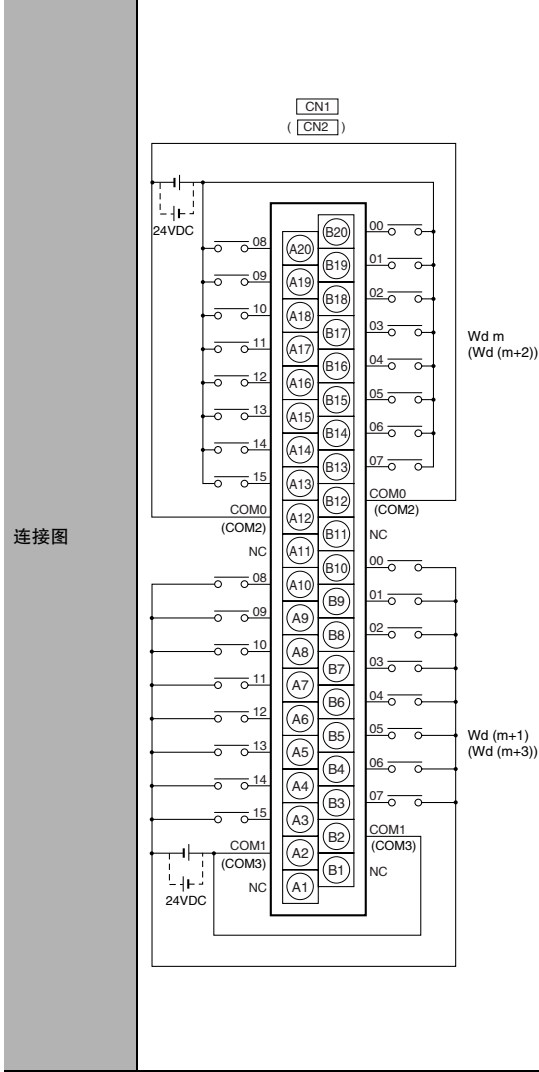 连接图
CN1
( CN2 )
24VDC
A20 B20
A19 B19
A18 B18
A17 B17
A16 B16
A15 B15
A14 B14
A13 B13
A12 B12
A11 B11
A10 B10
A9 B9
A8 B8
A7 B7
A6 B6
A5 B5
A4 B4
A3 B3
A2 B2
A1 B1
08
09
10
11
12
13
14
15
COM0
(COM2)
NC
08
09
10
11
12
13
14
15
COM1
(COM3)
NC
24VDC
00
01
02
03
04
05
06
07
COM0
(COM2)
NC
00
01
02
03
04
05
06
07
COM1
(COM3)
NC
Wd m
(Wd (m+2))
Wd (m+1)
(Wd (m+3))